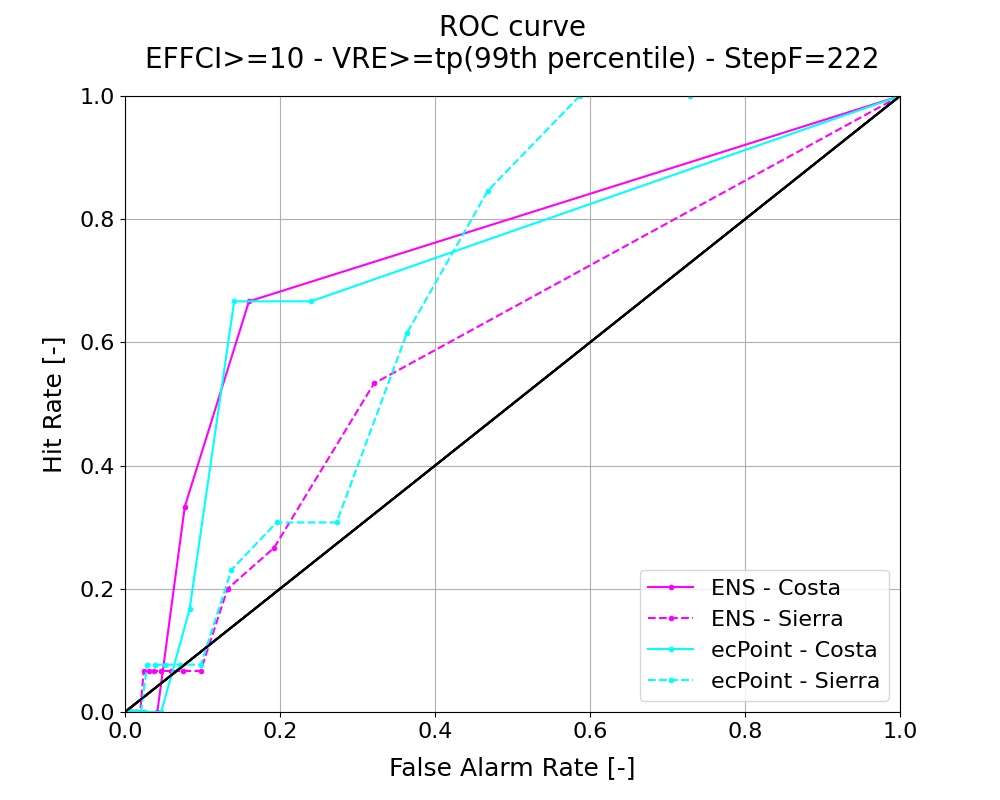 ROC curve
EFFCI>=10 - VRE>=tp(99th percentile) - StepF=222
1.0
0.8
0.6
0.4
0.2
0.0
Hit Rate [-]
ENS - Costa
ENS - Sierra
ecPoint - Costa
ecPoint - Sierra
0.0 0.2 0.4 0.6 0.8 1.0
False Alarm Rate [-]